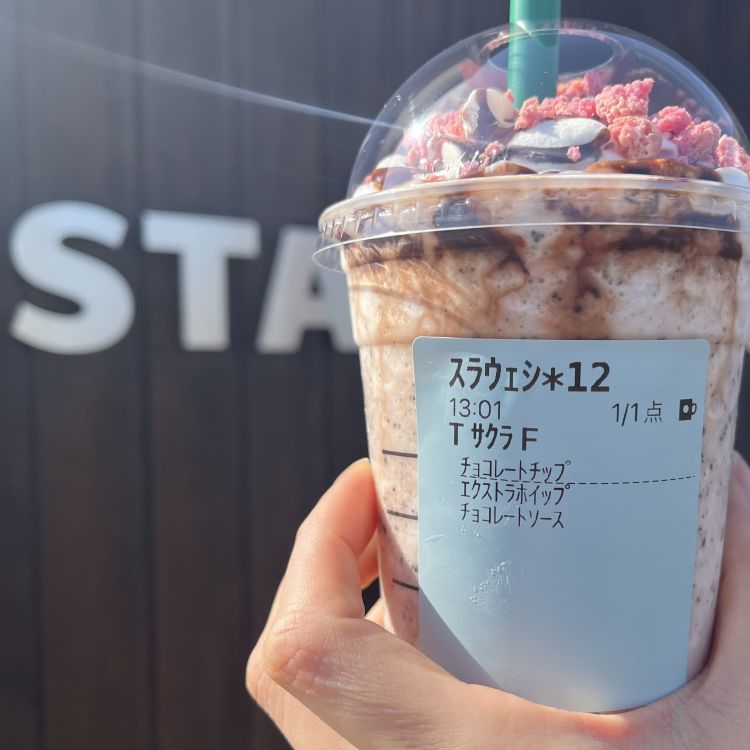 STA
スラウェシ*12
13:01 1/1点
T サクラ F
チョコレートチップ
エクストラホイップ
チョコレートソース